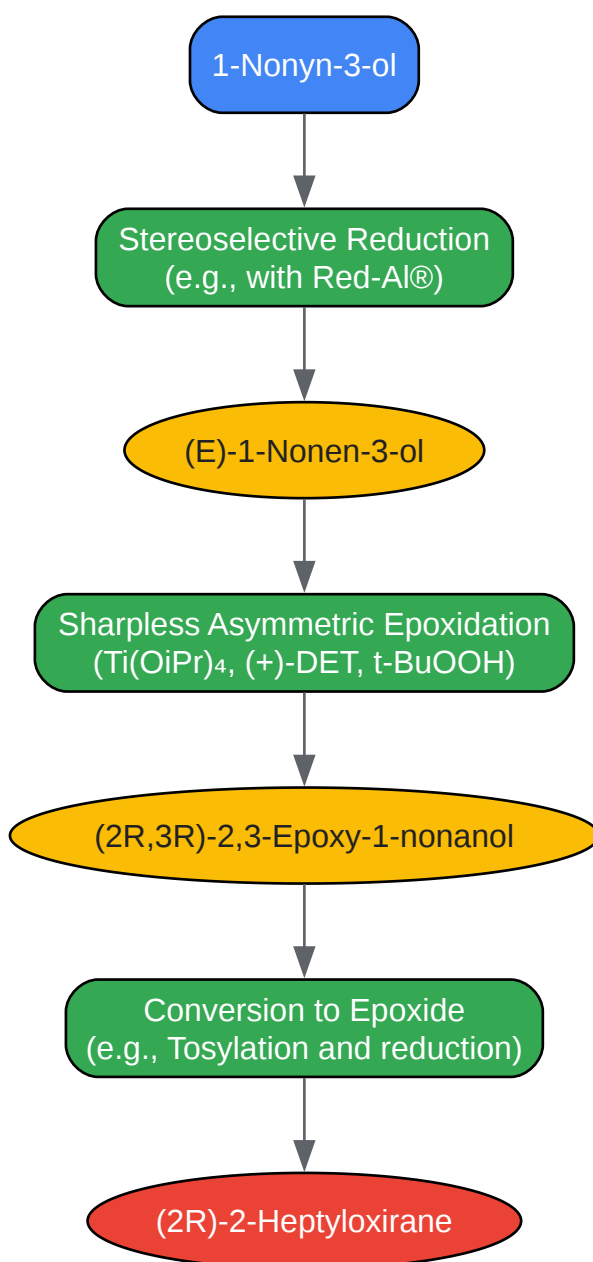 1-Nonyn-3-ol
Stereoselective Reduction
(e.g., with Red-Al®)
(E)-1-Nonen-3-ol
Sharpless Asymmetric Epoxidation
(Ti(OiPr)₄, (+)-DET, t-BuOOH)
(2R,3R)-2,3-Epoxy-1-nonanol
Conversion to Epoxide
(e.g., Tosylation and reduction)
(2R)-2-Heptyloxirane